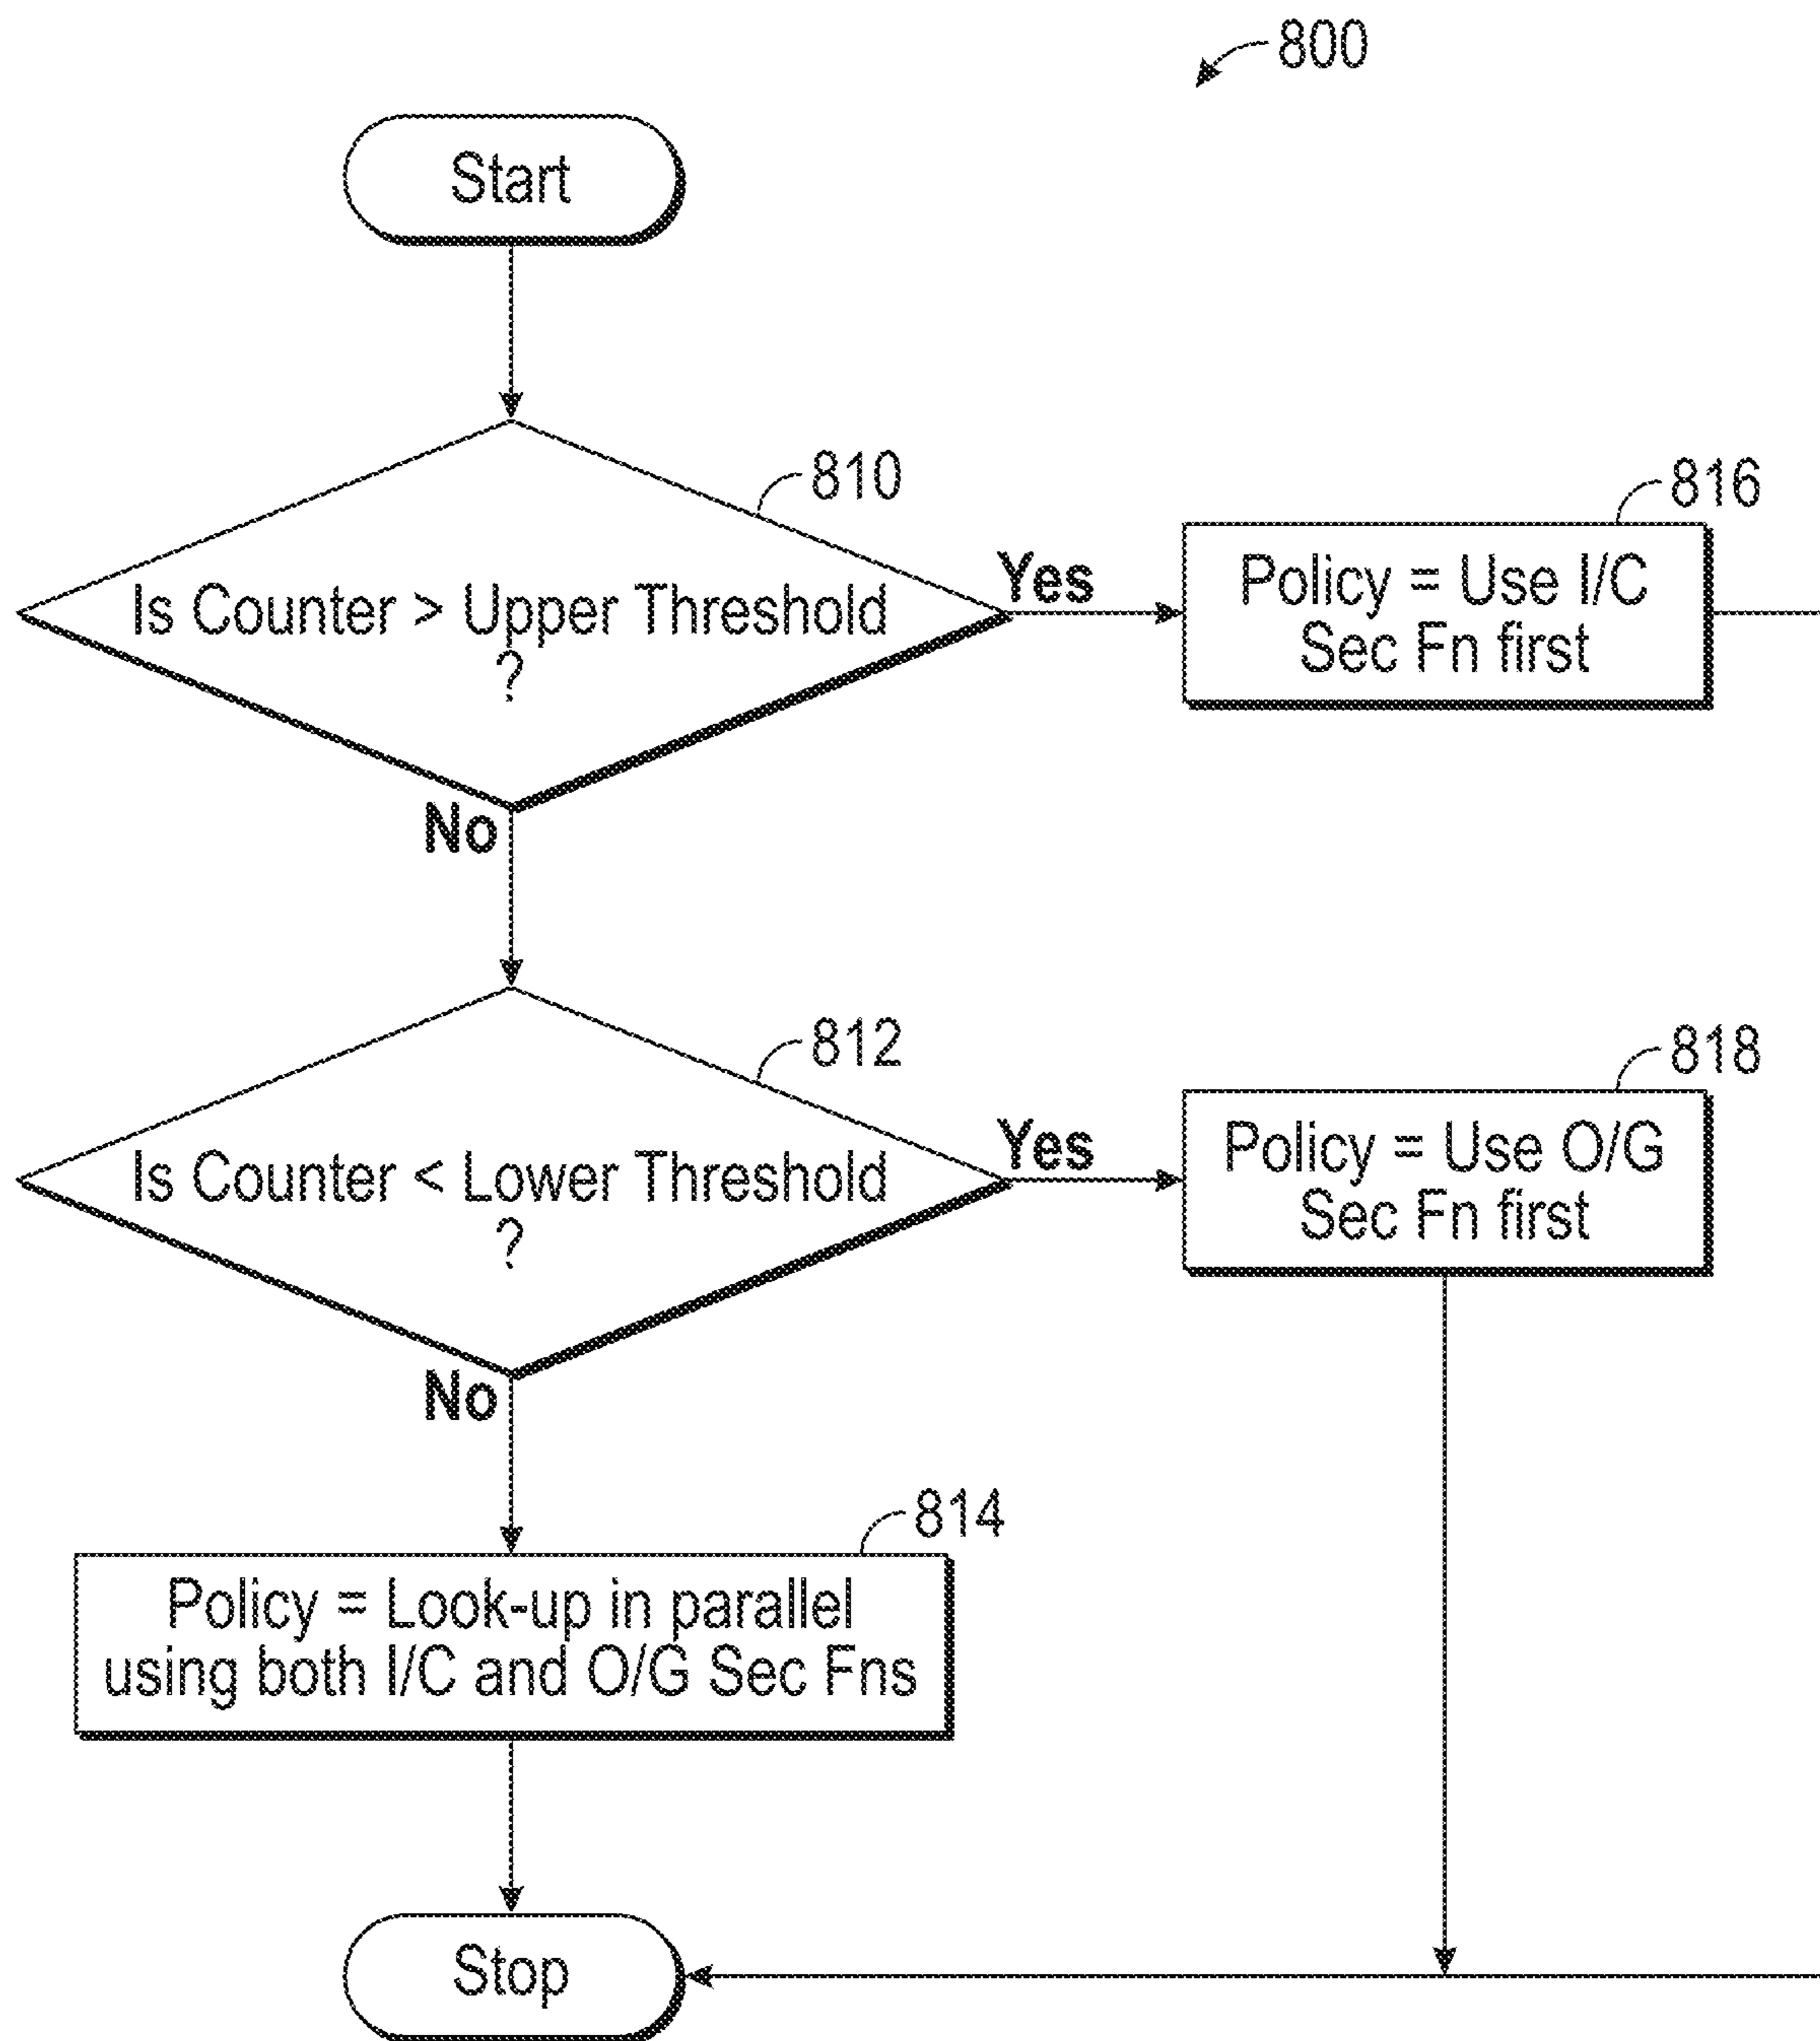 800
Start
810
Is Counter > Upper Threshold
?
Yes
816
Policy = Use I/C
Sec Fn first
No
812
Is Counter < Lower Threshold
?
Yes
818
Policy = Use O/G
Sec Fn first
No
814
Policy = Look-up in parallel
using both I/C and O/G Sec Fns
Stop